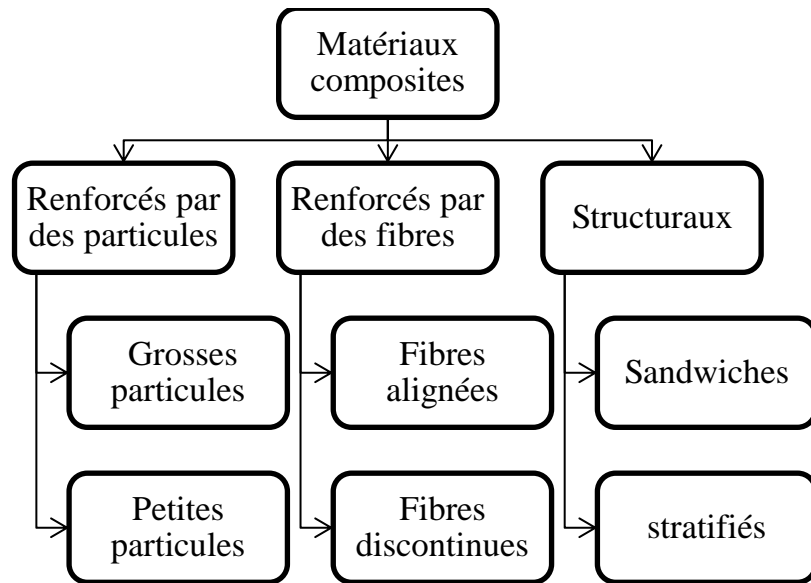 Matériaux
composites
Renforcés par
des particules
Renforcés par
des fibres
Structuraux
Grosses
particules
Fibres
alignées
Sandwiches
Petites
particules
Fibres
discontinues
stratifiés